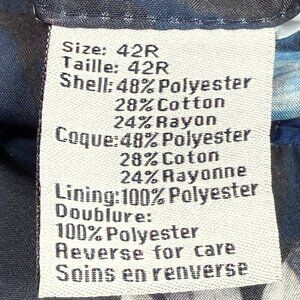 Size: 42R
Taille: 42R
Shell:48% Polyester
28% Cotton
24% Rayon
Coque:48% Polyester
28% Coton
24% Rayonne
Lining:100% Polyester
Doublure:
100% Polyester
Reverse for care
Soins en renverse